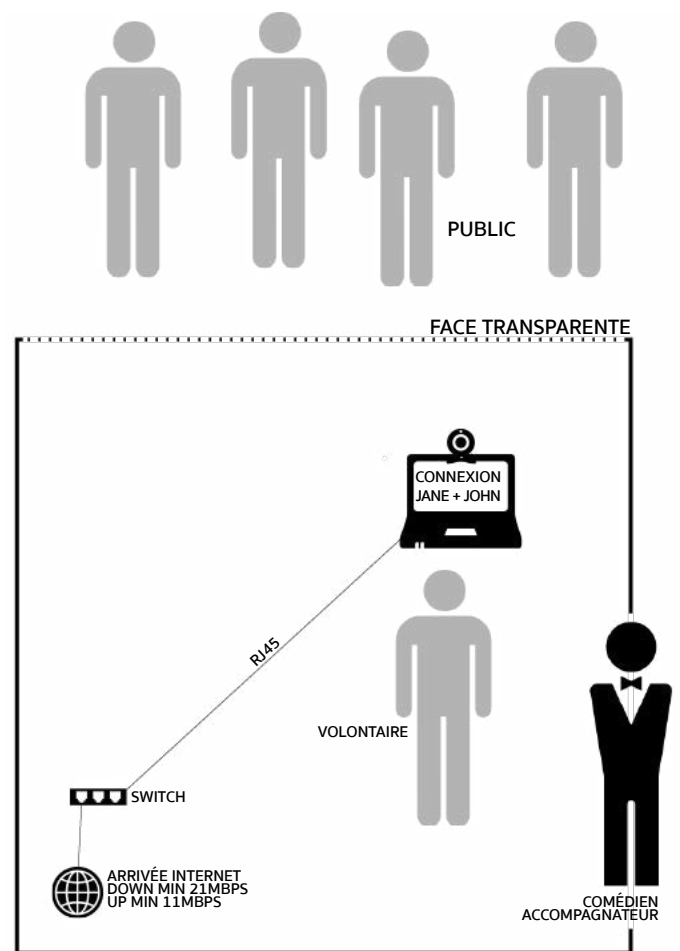 PUBLIC
FACE TRANSPARENTE
CONNEXION
JANE + JOHN
RJ45
VOLONTAIRE
SWITCH
ARRIVÉE INTERNET
DOWN MIN 21MBPS
UP MIN 11MBPS
COMÉDIEN
ACCOMPAGNATEUR